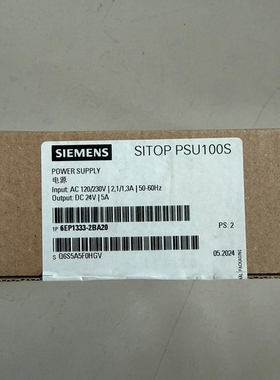 SIEMENS
SITOP PSU100S
POWER SUPPLY
电源
Input: AC 120/230V | 2,1/1,3A | 50-60Hz
Output: DC 24V | 5A
1P 6EP1333-2BA20
PS: 2
S Q6S5A5F0HGV
05.2024